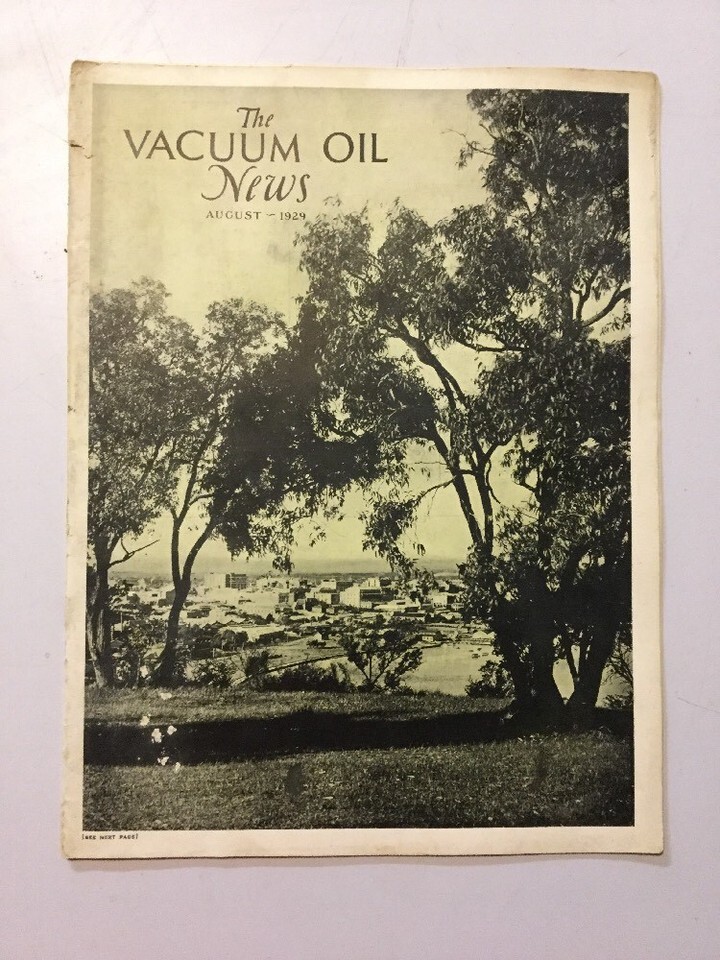 The
VACUUM OIL
News
AUGUST ~ 1929
[SEE NEXT PAGE]